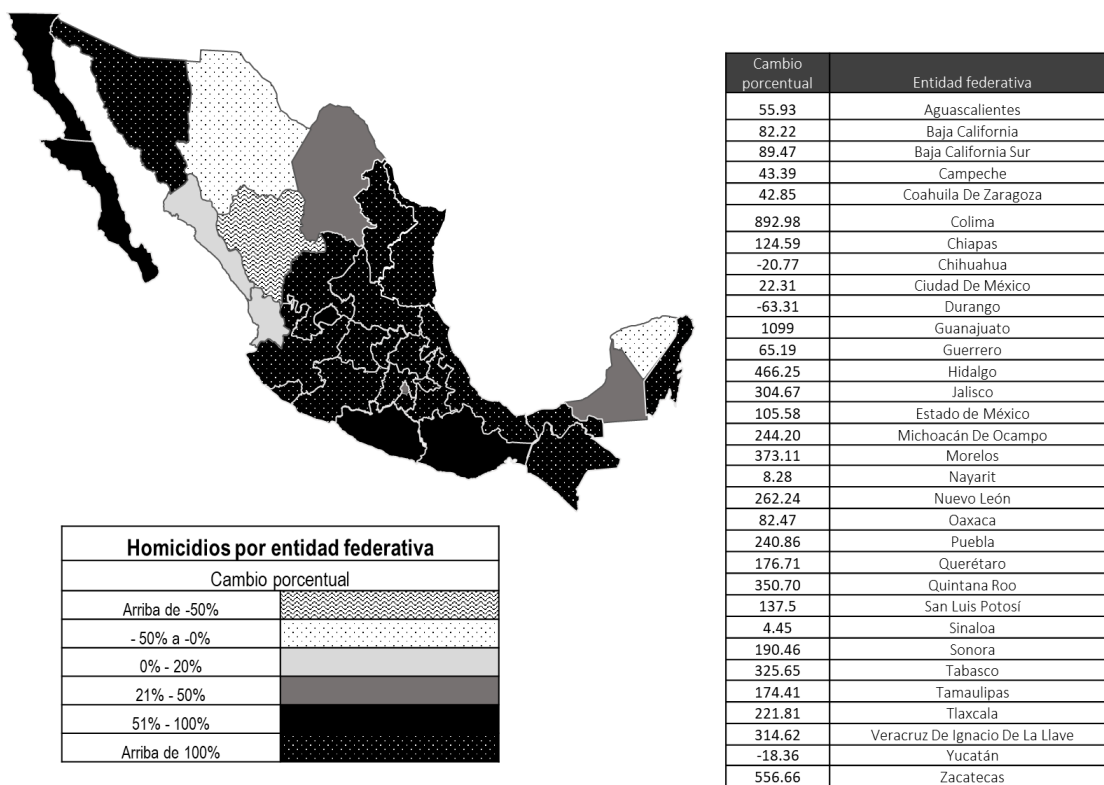 Cambio porcentual Entidad federativa
55.93 Aguascalientes
82.22 Baja California
89.47 Baja California Sur
43.39 Campeche
42.85 Coahuila De Zaragoza
892.98 Colima
124.59 Chiapas
-20.77 Chihuahua
22.31 Ciudad De México
-63.31 Durango
1099 Guanajuato
65.19 Guerrero
466.25 Hidalgo
304.67 Jalisco
105.58 Estado de México
244.20 Michoacán De Ocampo
373.11 Morelos
8.28 Nayarit
262.24 Nuevo León
82.47 Oaxaca
240.86 Puebla
176.71 Querétaro
350.70 Quintana Roo
137.5 San Luis Potosí
4.45 Sinaloa
190.46 Sonora
325.65 Tabasco
174.41 Tamaulipas
221.81 Tlaxcala
314.62 Veracruz De Ignacio De La Llave
-18.36 Yucatán
556.66 Zacatecas
Homicidios por entidad federativa
Cambio porcentual
Arriba de -50%
- 50% a -0%
0% - 20%
21% - 50%
51% - 100%
Arriba de 100%